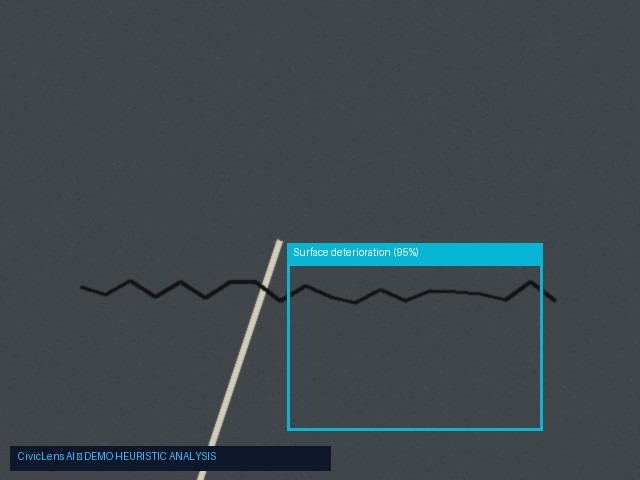 Surface deterioration (95%)
CivicLens AI □ DEMO HEURISTIC ANALYSIS